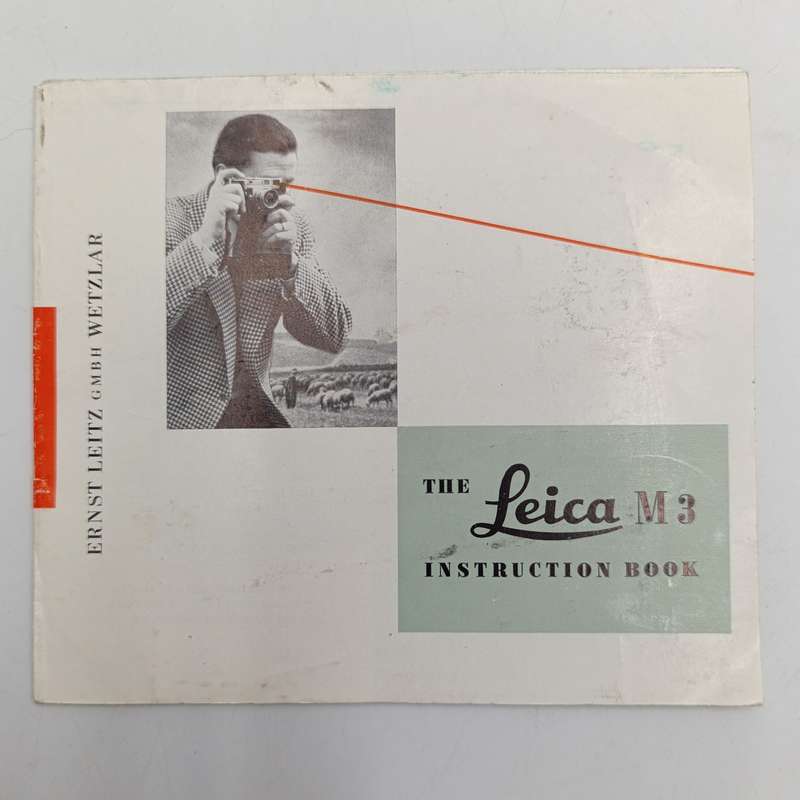 ERNST LEITZ GMBH WETZLAR
THE Leica M3
INSTRUCTION BOOK